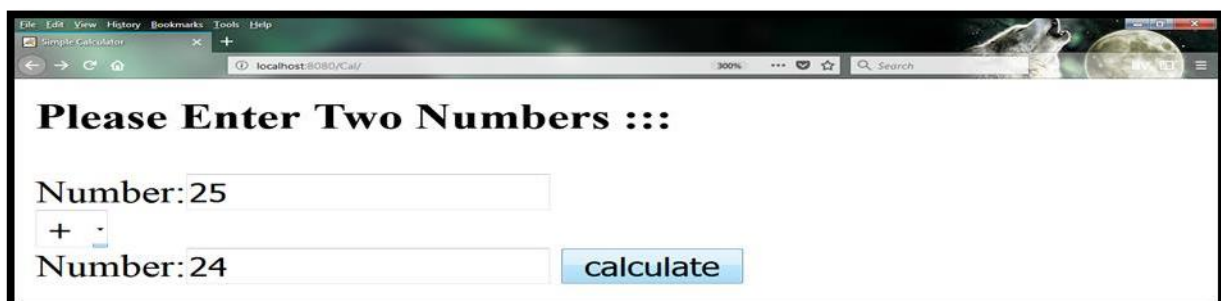 File Edit View History Bookmarks Tools Help
Simple Calculator
localhost:8080/Cal/ 300% Search
Please Enter Two Numbers :::
Number:25
+
Number:24 calculate